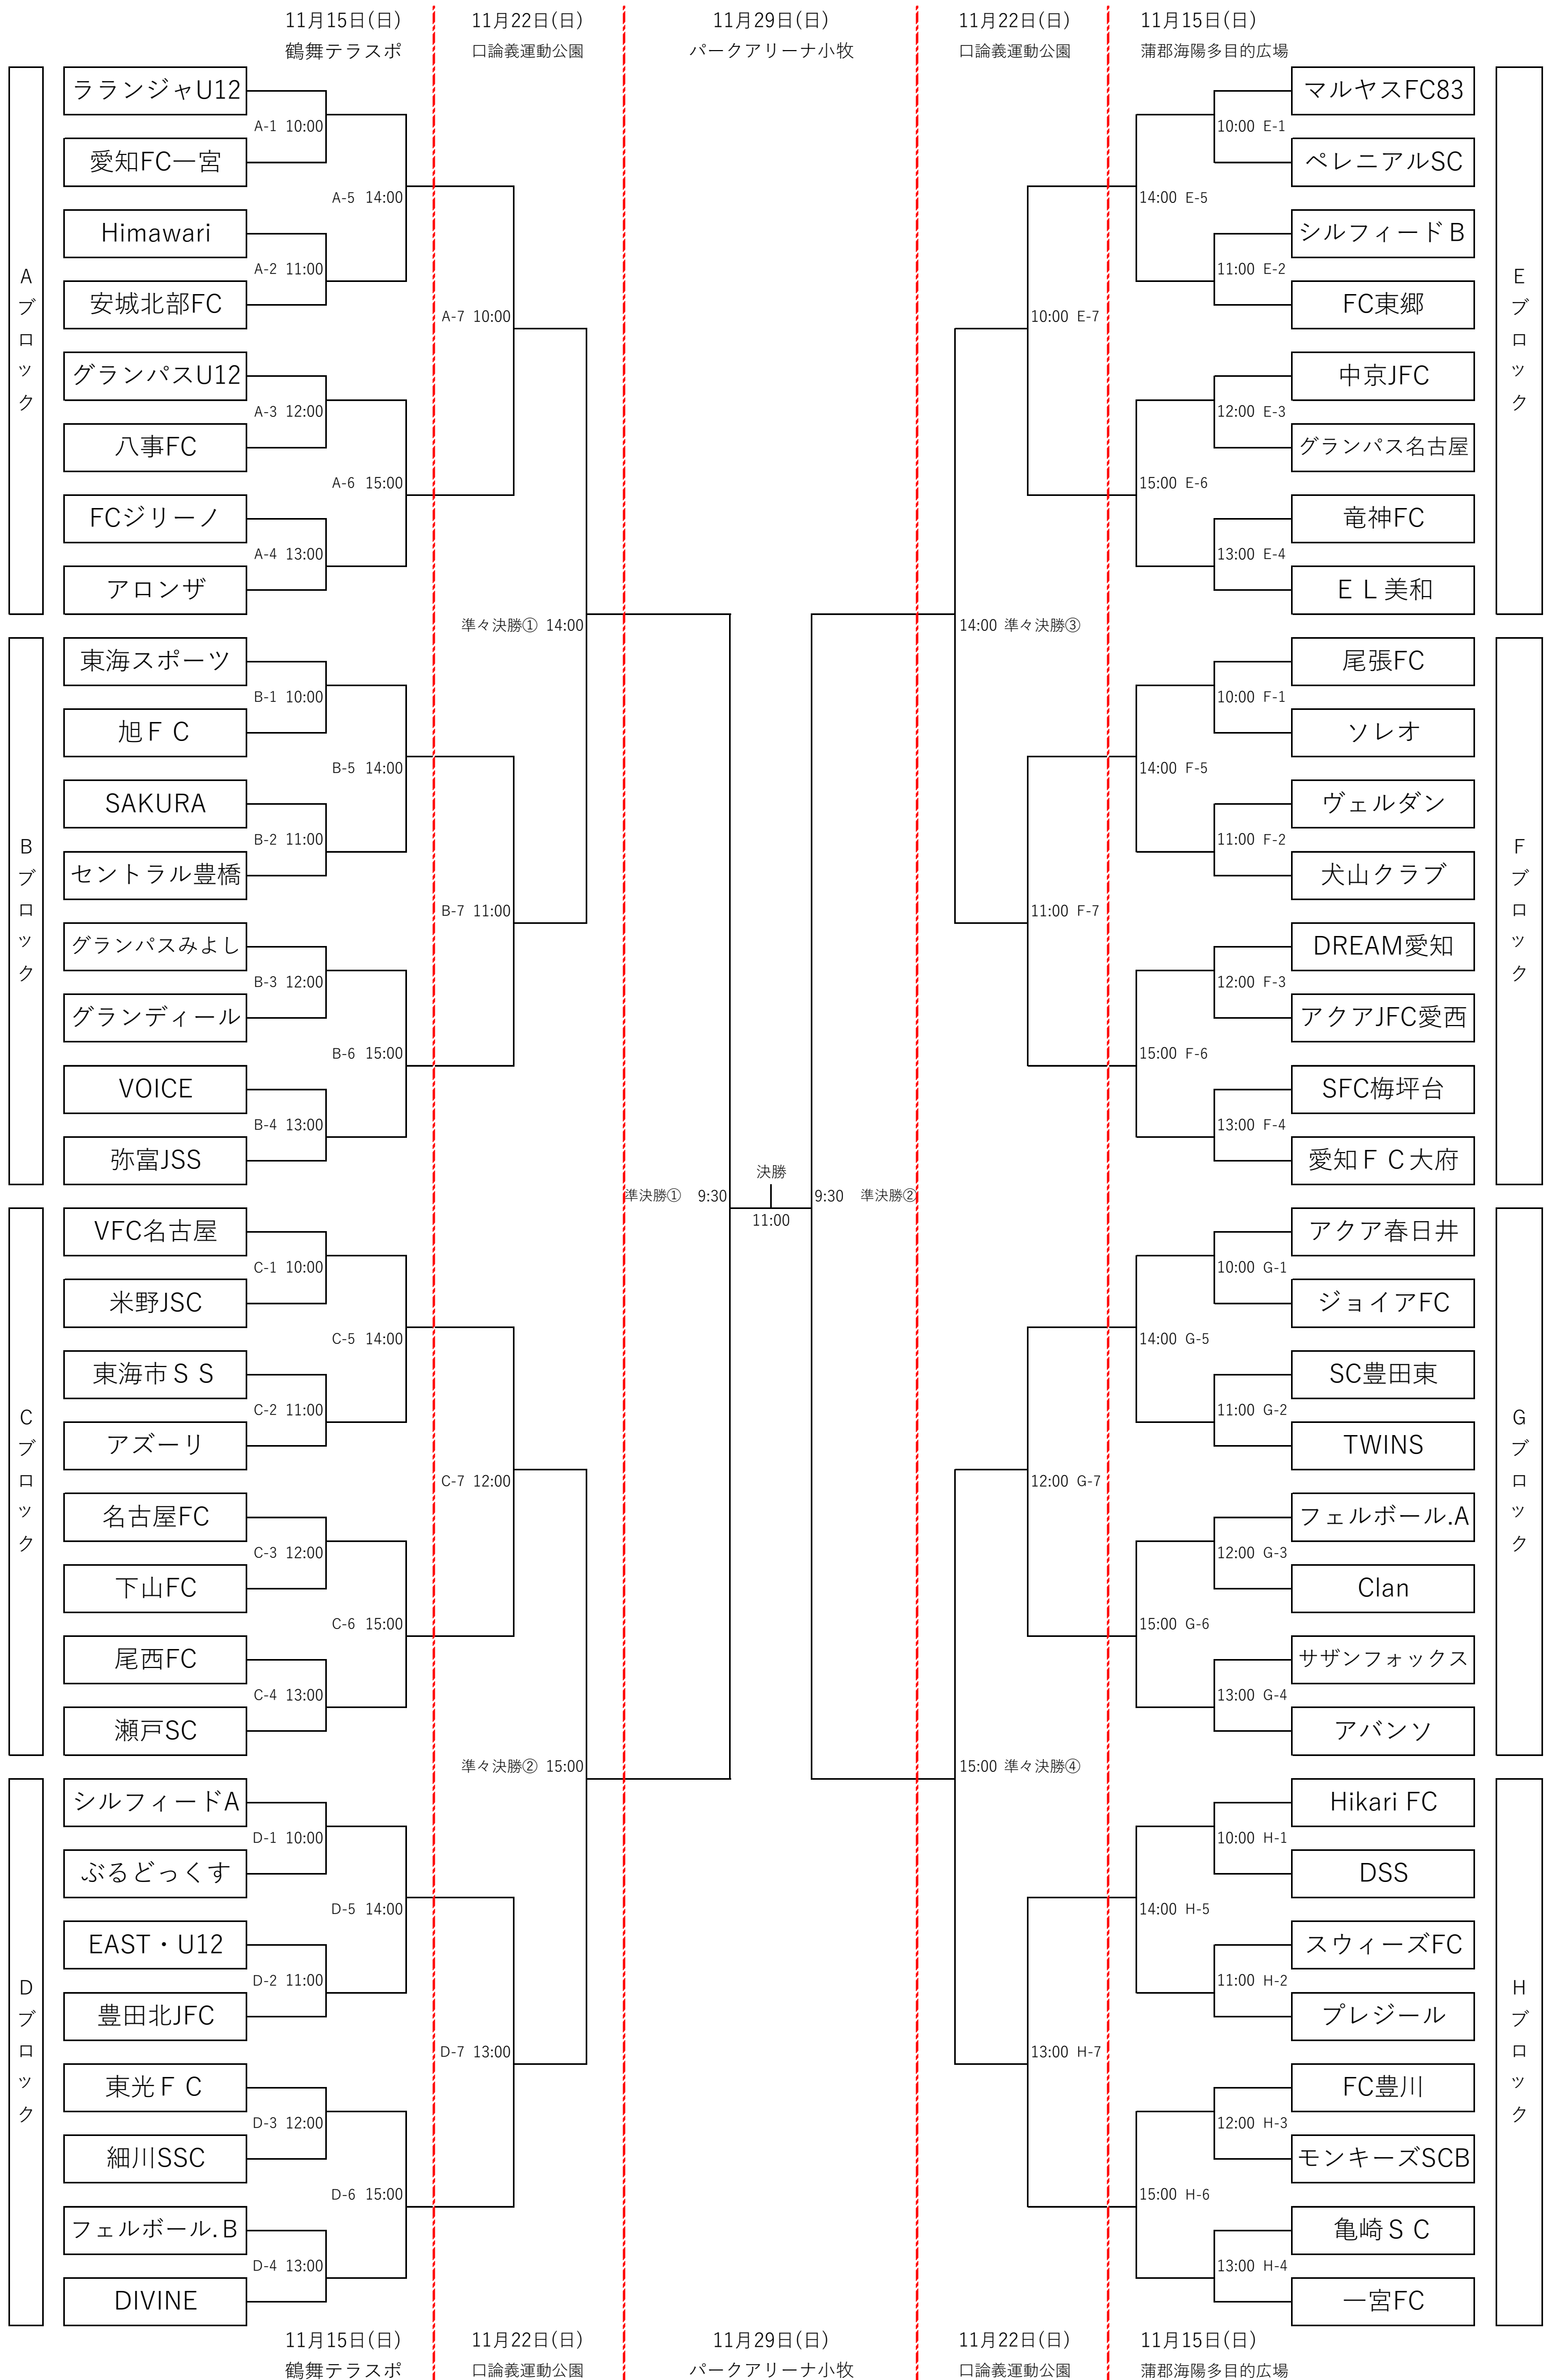 11月15日(日) 11月22日(日) 11月29日(日) 11月22日(日) 11月15日(日)
鶴舞テラスポ 口論義運動公園 パークアリーナ小牧 口論義運動公園 蒲郡海陽多目的広場
Aブロック
ラランジャU12
A-1 10:00
愛知FC一宮
A-5 14:00
Himawari
A-2 11:00
安城北部FC
A-7 10:00
グランパスU12
A-3 12:00
八事FC
A-6 15:00
FCジリーノ
A-4 13:00
アロンザ
準々決勝① 14:00
Bブロック
東海スポーツ
B-1 10:00
旭ＦＣ
B-5 14:00
SAKURA
B-2 11:00
セントラル豊橋
B-7 11:00
グランパスみよし
B-3 12:00
グランディール
B-6 15:00
VOICE
B-4 13:00
弥富JSS
準決勝① 9:30
決勝
11:00
9:30 準決勝②
Cブロック
VFC名古屋
C-1 10:00
米野JSC
C-5 14:00
東海市ＳＳ
C-2 11:00
アズーリ
C-7 12:00
名古屋FC
C-3 12:00
下山FC
C-6 15:00
尾西FC
C-4 13:00
瀬戸SC
準々決勝② 15:00
Dブロック
シルフィードA
D-1 10:00
ぶるどっくす
D-5 14:00
EAST・U12
D-2 11:00
豊田北JFC
D-7 13:00
東光ＦＣ
D-3 12:00
細川SSC
D-6 15:00
フェルボール.B
D-4 13:00
DIVINE
Eブロック
マルヤスFC83
10:00 E-1
ペレニアルSC
14:00 E-5
シルフィードＢ
11:00 E-2
FC東郷
10:00 E-7
中京JFC
12:00 E-3
グランパス名古屋
15:00 E-6
竜神FC
13:00 E-4
ＥＬ美和
14:00 準々決勝③
Fブロック
尾張FC
10:00 F-1
ソレオ
14:00 F-5
ヴェルダン
11:00 F-2
犬山クラブ
11:00 F-7
DREAM愛知
12:00 F-3
アクアJFC愛西
15:00 F-6
SFC梅坪台
13:00 F-4
愛知ＦＣ大府
Gブロック
アクア春日井
10:00 G-1
ジョイアFC
14:00 G-5
SC豊田東
11:00 G-2
TWINS
12:00 G-7
フェルボール.A
12:00 G-3
Clan
15:00 G-6
サザンフォックス
13:00 G-4
アバンソ
15:00 準々決勝④
Hブロック
Hikari FC
10:00 H-1
DSS
14:00 H-5
スウィーズFC
11:00 H-2
プレジール
13:00 H-7
FC豊川
12:00 H-3
モンキーズSCB
15:00 H-6
亀崎ＳＣ
13:00 H-4
一宮FC
11月15日(日) 11月22日(日) 11月29日(日) 11月22日(日) 11月15日(日)
鶴舞テラスポ 口論義運動公園 パークアリーナ小牧 口論義運動公園 蒲郡海陽多目的広場